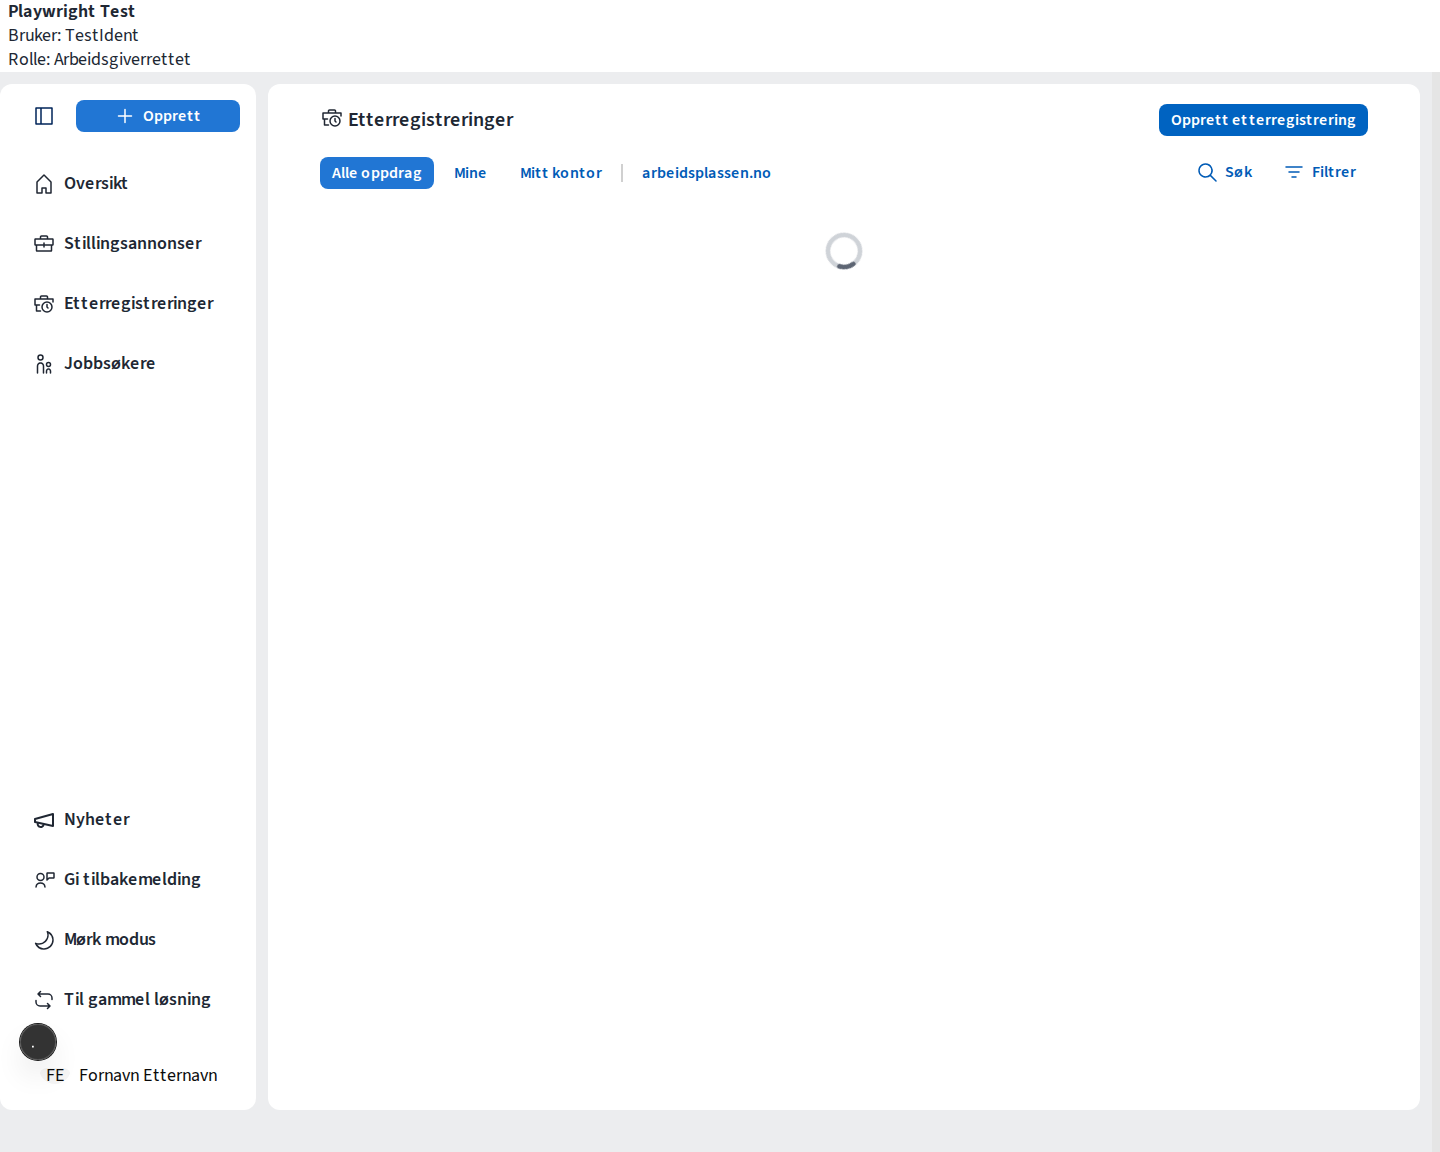 Playwright Test
Bruker: TestIdent
Rolle: Arbeidsgiverrettet
Opprett
Oversikt
Stillingsannonser
Etterregistreringer
Jobbsøkere
Nyheter
Gi tilbakemelding
Mørk modus
Til gammel løsning
FE Fornavn Etternavn
Etterregistreringer
Opprett etterregistrering
Alle oppdrag Mine Mitt kontor arbeidsplassen.no Søk Filtrer